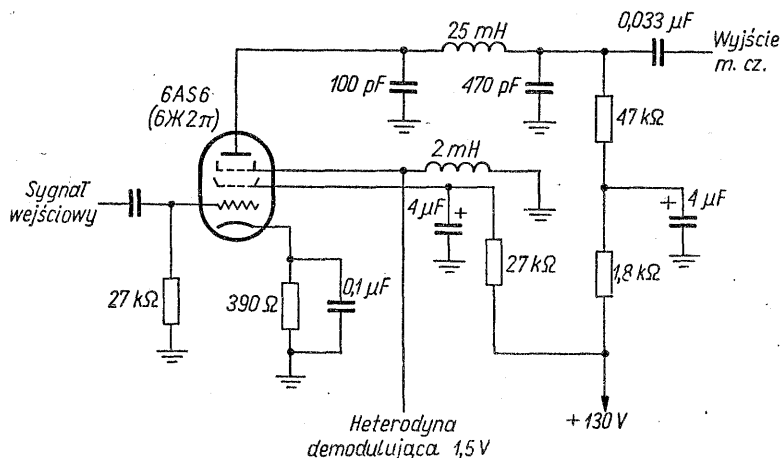 25 mH
0,033 µF
Wyjście
m. cz.
6AS6
(6Ж2п)
100 pF
470 pF
47 kΩ
2 mH
Sygnał
wejściowy
4 µF
+
27 kΩ
+
4 µF
27 kΩ
390 Ω
0,1 µF
1,8 kΩ
Heterodyna
demodulująca 1,5 V
+130 V